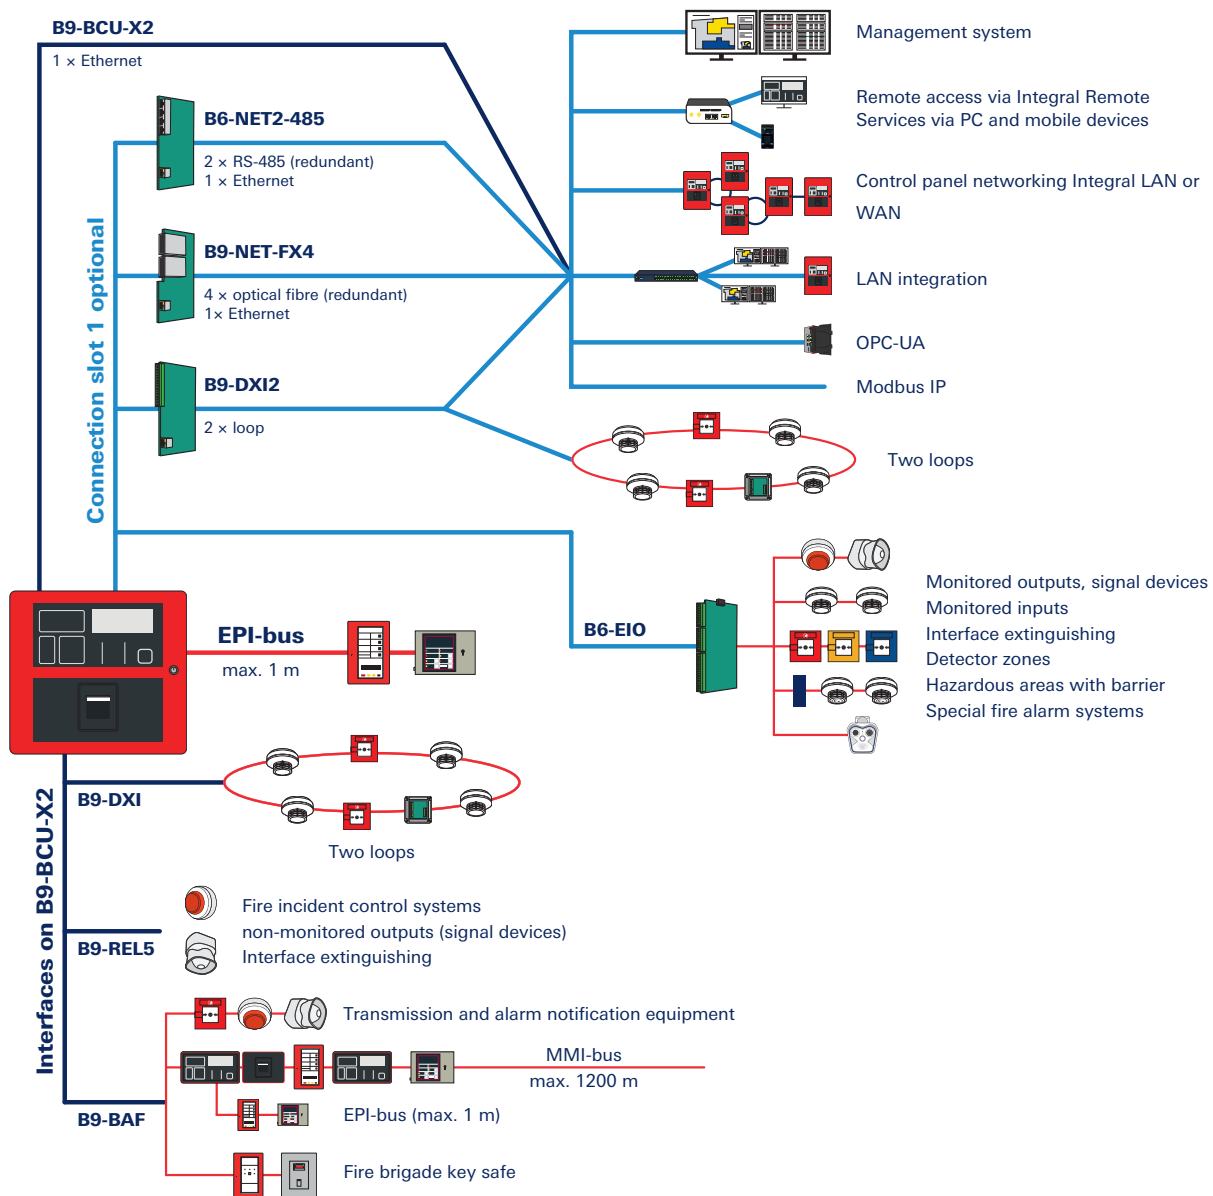 B9-BCU-X2
1 × Ethernet
B6-NET2-485
2 × RS-485 (redundant)
1 × Ethernet
B9-NET-FX4
4 × optical fibre (redundant)
1× Ethernet
B9-DXI2
2 × loop
Connection slot 1 optional
Management system
Remote access via Integral Remote
Services via PC and mobile devices
Control panel networking Integral LAN or
WAN
LAN integration
OPC-UA
Modbus IP
Two loops
EPI-bus
max. 1 m
B6-EIO
Monitored outputs, signal devices
Monitored inputs
Interface extinguishing
Detector zones
Hazardous areas with barrier
Special fire alarm systems
Interfaces on B9-BCU-X2
B9-DXI
Two loops
B9-REL5
Fire incident control systems
non-monitored outputs (signal devices)
Interface extinguishing
B9-BAF
Transmission and alarm notification equipment
MMI-bus
max. 1200 m
EPI-bus (max. 1 m)
Fire brigade key safe